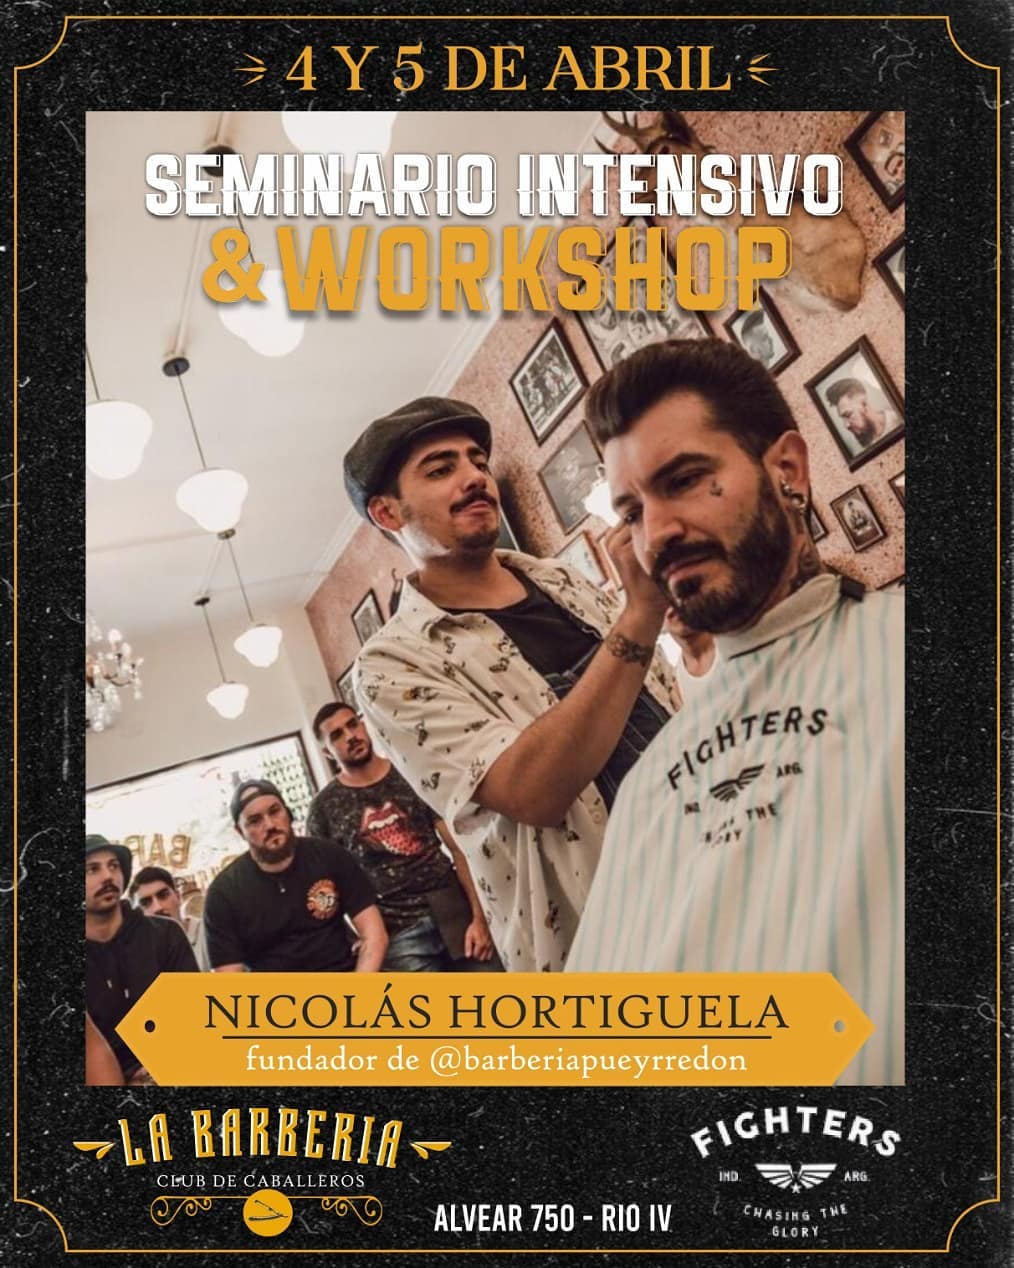 4 Y 5 DE ABRIL
SEMINARIO INTENSIVO
& WORKSHOP
FIGHTERS
IND. ARG.
THE
NICOLÁS HORTIGUELA
fundador de @barberiapueyrredon
LA BARBERIA
CLUB DE CABALLEROS
ALVEAR 750 - RIO IV
FIGHTERS
IND. ARG.
CHASING THE
GLORY